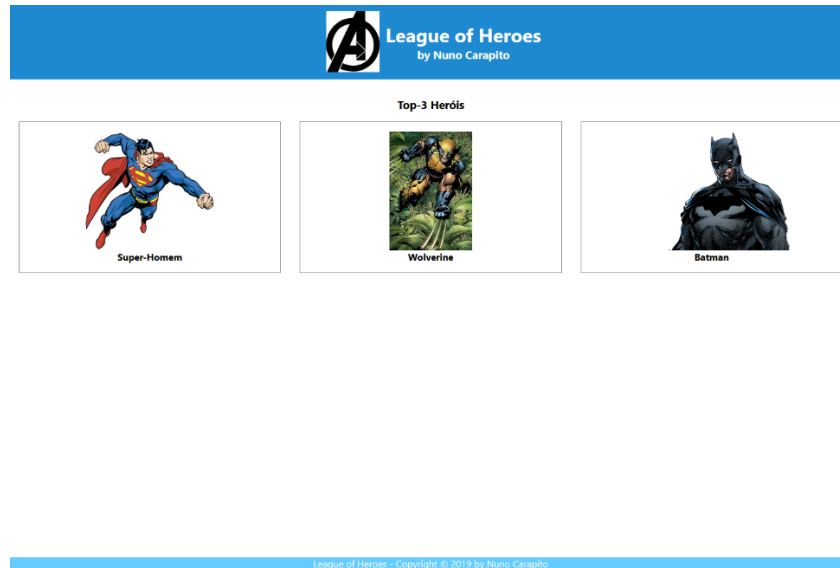 League of Heroes
by Nuno Carapito
Top-3 Heróis
Super-Homem
Wolverine
Batman
League of Heroes - Copyright © 2019 by Nuno Carapito